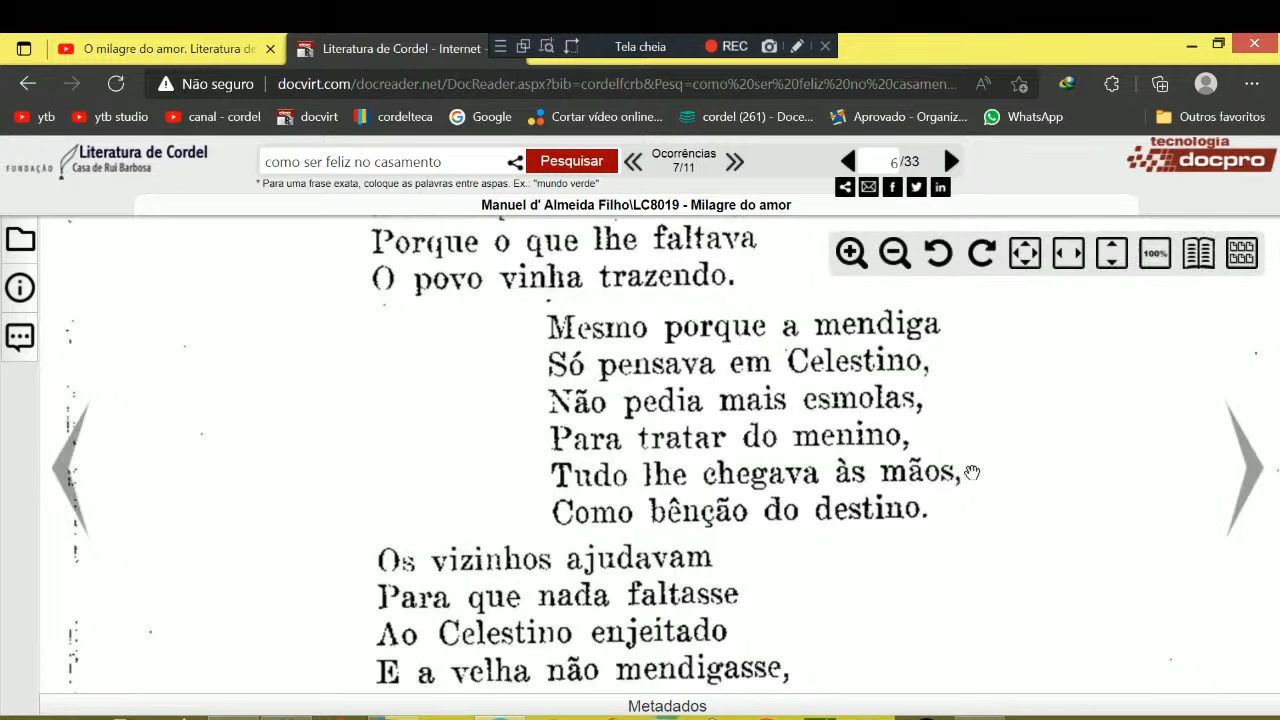 O milagre do amor. Literatura de
Literatura de Cordel - Internet
Tela cheia
REC
Não seguro
docvirt.com/docreader.net/DocReader.aspx?bib=cordelfcrb&Pesq=como%20ser%20feliz%20no%20casamen...
ytb
ytb studio
canal - cordel
docvirt
cordelteca
Google
Cortar vídeo online...
cordel (261) - Doce...
Aprovado - Organiz...
WhatsApp
Outros favoritos
FUNDAÇÃO
Literatura de Cordel
Casa de Rui Barbosa
como ser feliz no casamento
Pesquisar
Ocorrências
7/11
6 /33
tecnologia
docpro
* Para uma frase exata, coloque as palavras entre aspas. Ex.: "mundo verde"
Manuel d' Almeida Filho\LC8019 - Milagre do amor
100%
Porque o que lhe faltava
O povo vinha trazendo.
Mesmo porque a mendiga
Só pensava em Celestino,
Não pedia mais esmolas,
Para tratar do menino,
Tudo lhe chegava às mãos,
Como bênção do destino.
Os vizinhos ajudavam
Para que nada faltasse
Ao Celestino enjeitado
E a velha não mendigasse,
Metadados